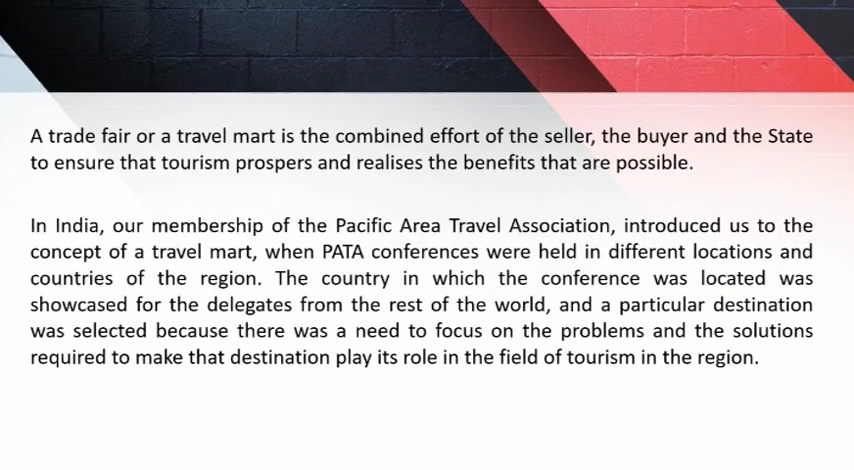 A trade fair or a travel mart is the combined effort of the seller, the buyer and the State
to ensure that tourism prospers and realises the benefits that are possible.
In India, our membership of the Pacific Area Travel Association, introduced us to the
concept of a travel mart, when PATA conferences were held in different locations and
countries of the region. The country in which the conference was located was
showcased for the delegates from the rest of the world, and a particular destination
was selected because there was a need to focus on the problems and the solutions
required to make that destination play its role in the field of tourism in the region.